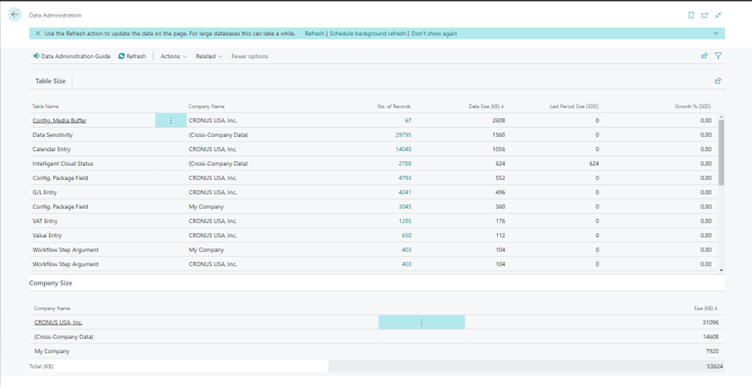 Data Administration
Use the Refresh action to update the data on the page. For large databases this can take a while. Refresh | Schedule background refresh | Don't show again
Data Administration Guide Refresh Actions Related Fewer options
Table Size
Table Name Company Name No. of Records Data Size (KB) ↓ Last Period Size (30D) Growth % (30D)
Config. Media Buffer CRONUS USA, Inc. 67 2608 0 0.00
Data Sensitivity (Cross-Company Data) 29795 1560 0 0.00
Calendar Entry CRONUS USA, Inc. 14040 1056 0 0.00
Intelligent Cloud Status (Cross-Company Data) 2788 624 624 0.00
Config. Package Field CRONUS USA, Inc. 4793 552 0 0.00
G/L Entry CRONUS USA, Inc. 4241 496 0 0.00
Config. Package Field My Company 3045 360 0 0.00
VAT Entry CRONUS USA, Inc. 1285 176 0 0.00
Value Entry CRONUS USA, Inc. 650 112 0 0.00
Workflow Step Argument My Company 403 104 0 0.00
Workflow Step Argument CRONUS USA, Inc. 403 104 0 0.00
Company Size
Company Name Size (KB) ↓
CRONUS USA, Inc. 31096
(Cross-Company Data) 14608
My Company 7920
Total (KB) 53624